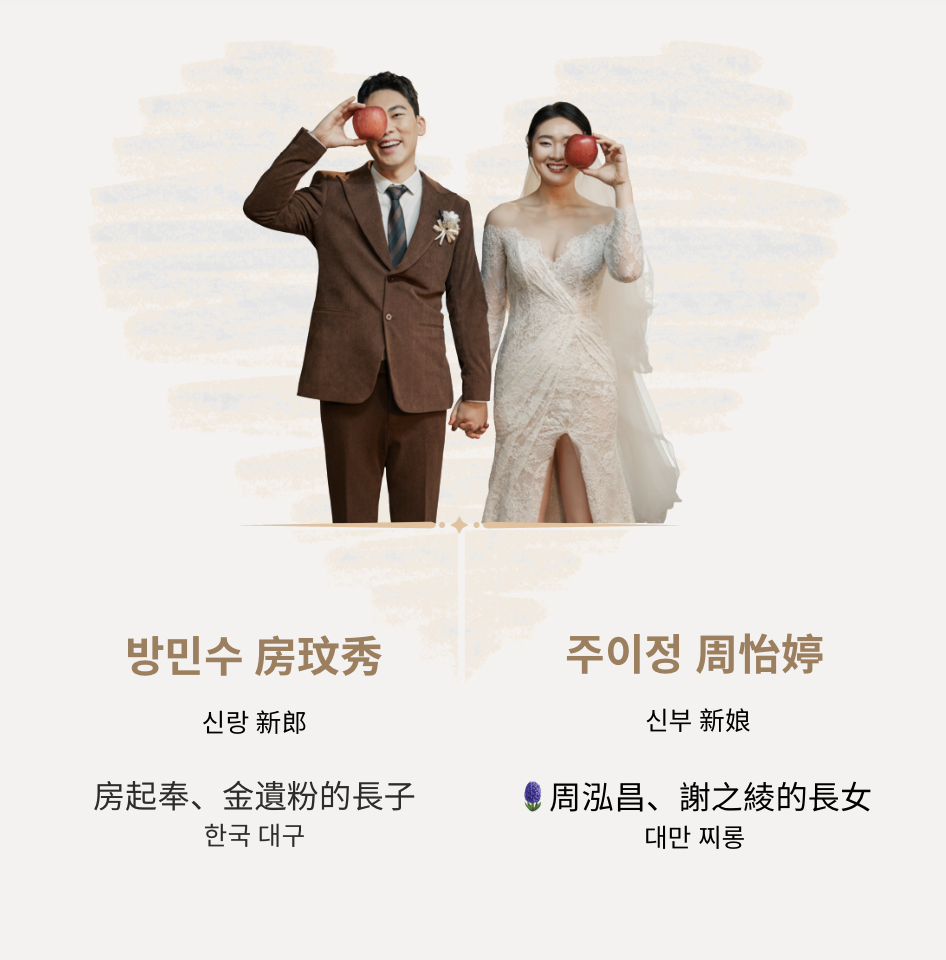 방민수 房玟秀
신랑 新郎
房起奉、金遺粉的長子
한국 대구
주이정 周怡婷
신부 新娘
周泓昌、謝之綾的長女
대만 찌롱